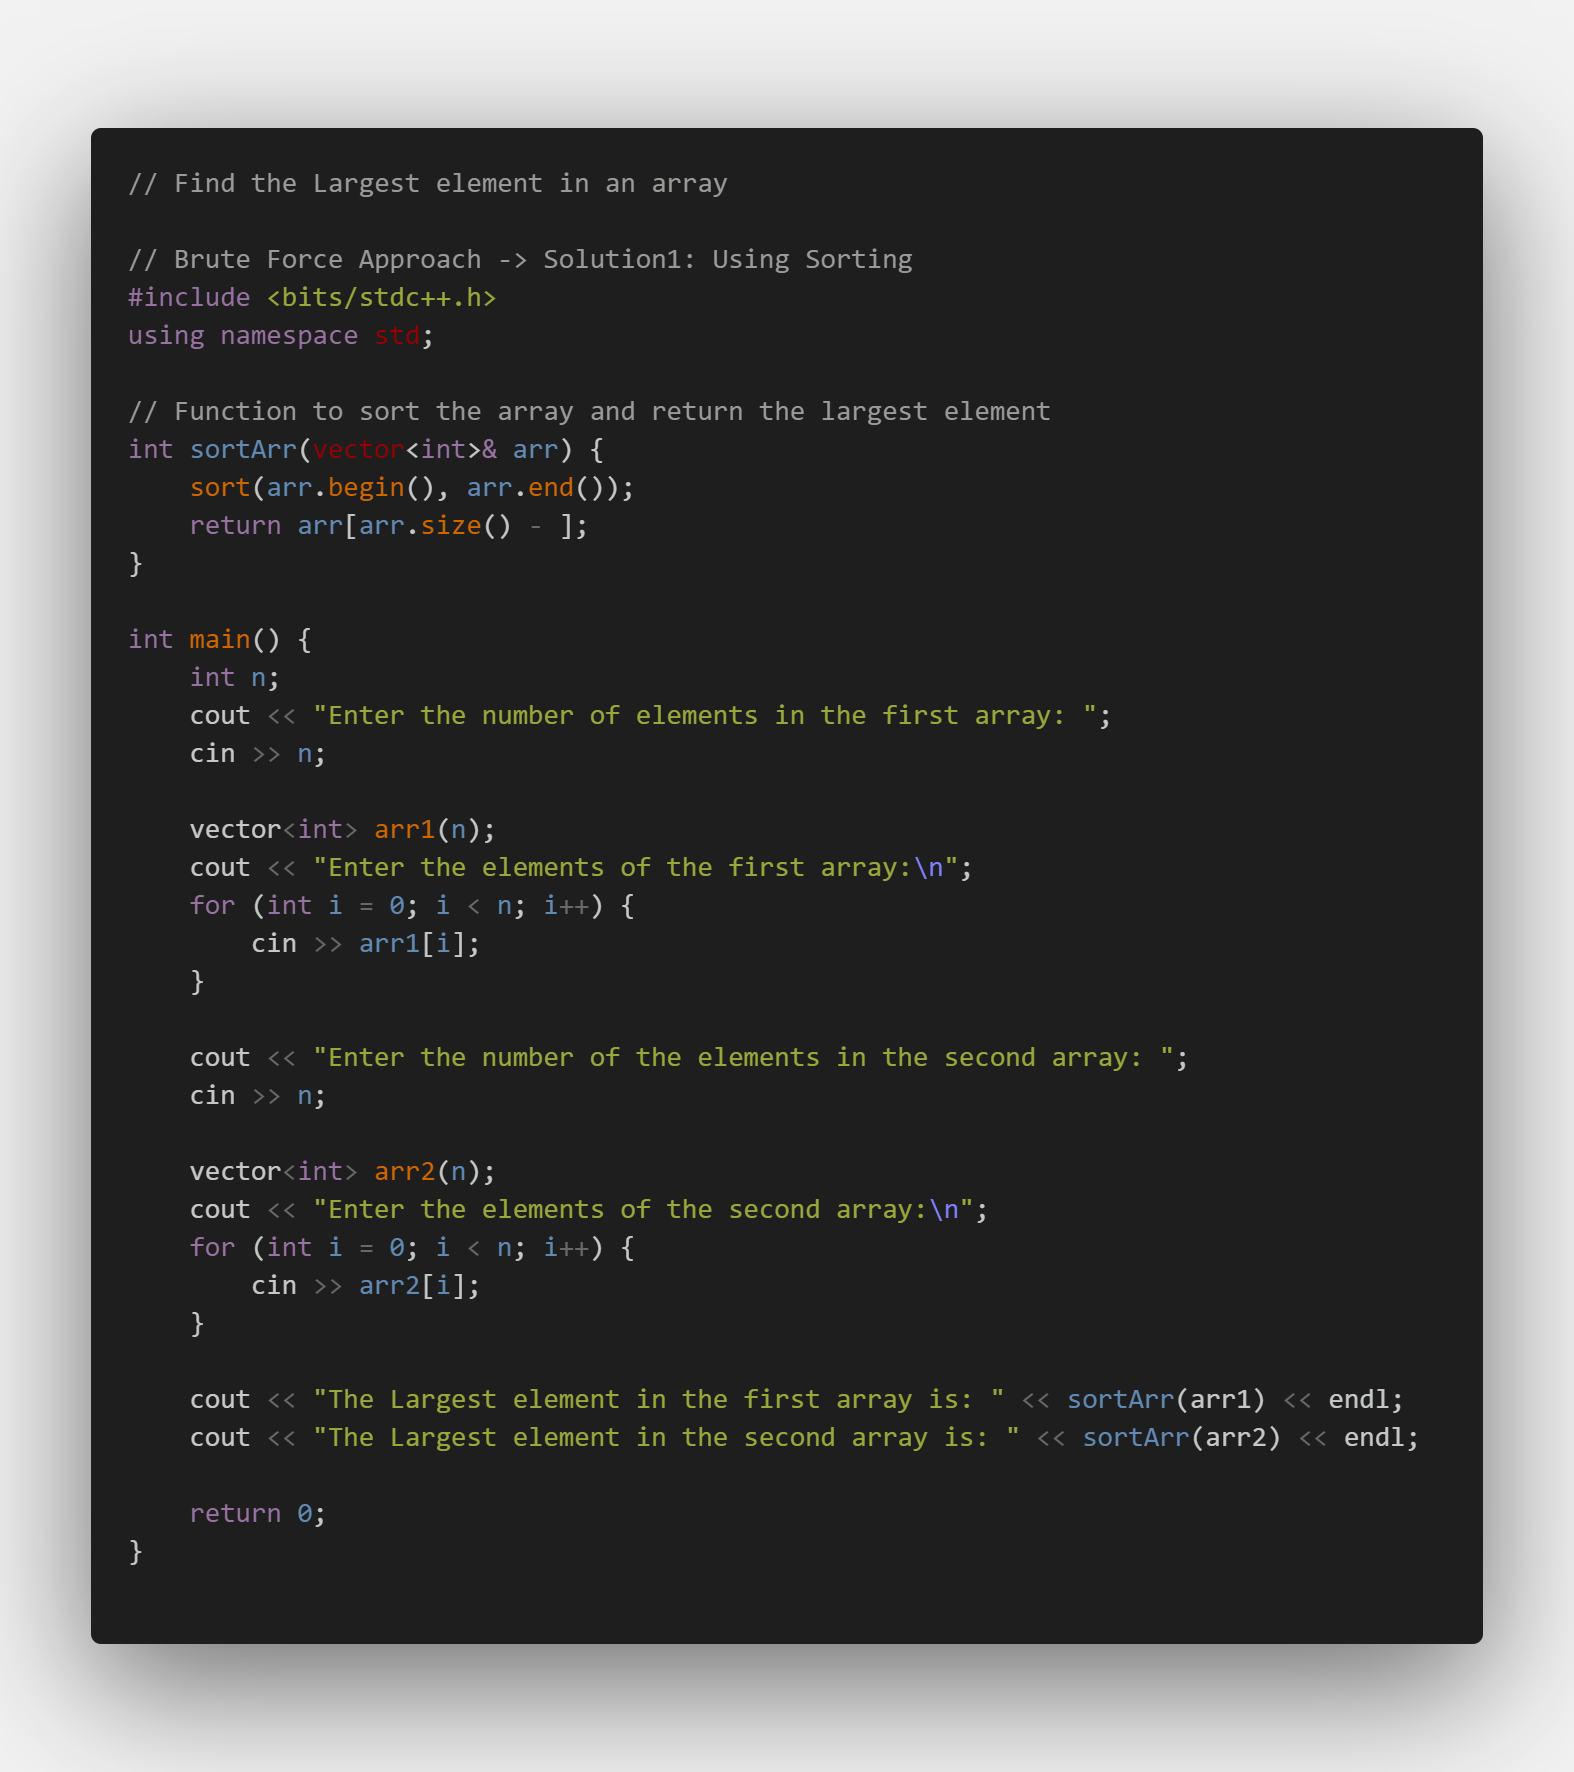 // Find the Largest element in an array

// Brute Force Approach -> Solution1: Using Sorting
#include <bits/stdc++.h>
using namespace std;

// Function to sort the array and return the largest element
int sortArr(vector<int>& arr) {
    sort(arr.begin(), arr.end());
    return arr[arr.size() - ];
}

int main() {
    int n;
    cout << "Enter the number of elements in the first array: ";
    cin >> n;

    vector<int> arr1(n);
    cout << "Enter the elements of the first array:\n";
    for (int i = 0; i < n; i++) {
        cin >> arr1[i];
    }

    cout << "Enter the number of the elements in the second array: ";
    cin >> n;

    vector<int> arr2(n);
    cout << "Enter the elements of the second array:\n";
    for (int i = 0; i < n; i++) {
        cin >> arr2[i];
    }

    cout << "The Largest element in the first array is: " << sortArr(arr1) << endl;
    cout << "The Largest element in the second array is: " << sortArr(arr2) << endl;

    return 0;
}